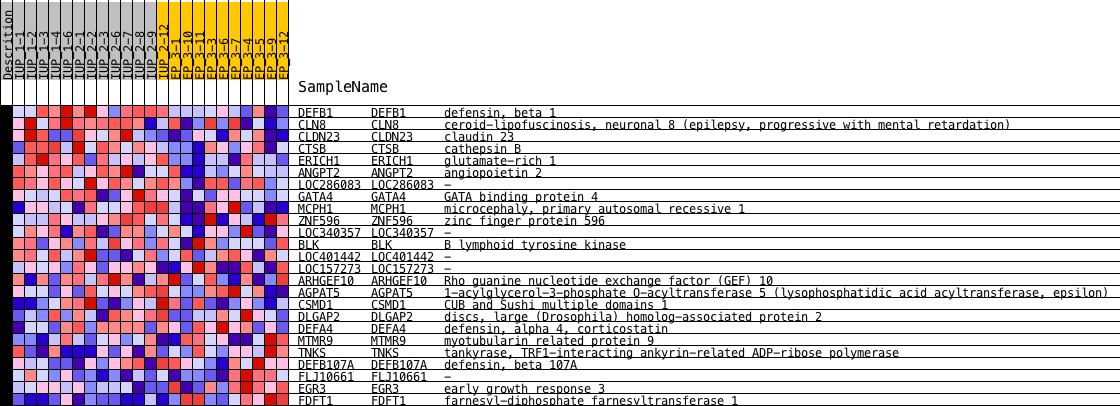 Descrition
IUP_1-1
IUP_1-2
IUP_1-3
IUP_1-4
IUP_1-6
IUP_2-1
IUP_2-2
IUP_2-3
IUP_2-6
IUP_2-7
IUP_2-8
IUP_2-9
IUP_2-12
EP_3-1
EP_3-10
EP_3-11
EP_3-3
EP_3-6
EP_3-7
EP_3-4
EP_3-5
EP_3-9
EP_3-12
SampleName
DEFB1 DEFB1 defensin, beta 1
CLN8 CLN8 ceroid-lipofuscinosis, neuronal 8 (epilepsy, progressive with mental retardation)
CLDN23 CLDN23 claudin 23
CTSB CTSB cathepsin B
ERICH1 ERICH1 glutamate-rich 1
ANGPT2 ANGPT2 angiopoietin 2
LOC286083 LOC286083 -
GATA4 GATA4 GATA binding protein 4
MCPH1 MCPH1 microcephaly, primary autosomal recessive 1
ZNF596 ZNF596 zinc finger protein 596
LOC340357 LOC340357 -
BLK BLK B lymphoid tyrosine kinase
LOC401442 LOC401442 -
LOC157273 LOC157273 -
ARHGEF10 ARHGEF10 Rho guanine nucleotide exchange factor (GEF) 10
AGPAT5 AGPAT5 1-acylglycerol-3-phosphate O-acyltransferase 5 (lysophosphatidic acid acyltransferase, epsilon)
CSMD1 CSMD1 CUB and Sushi multiple domains 1
DLGAP2 DLGAP2 discs, large (Drosophila) homolog-associated protein 2
DEFA4 DEFA4 defensin, alpha 4, corticostatin
MTMR9 MTMR9 myotubularin related protein 9
TNKS TNKS tankyrase, TRF1-interacting ankyrin-related ADP-ribose polymerase
DEFB107A DEFB107A defensin, beta 107A
FLJ10661 FLJ10661 -
EGR3 EGR3 early growth response 3
FDFT1 FDFT1 farnesyl-diphosphate farnesyltransferase 1